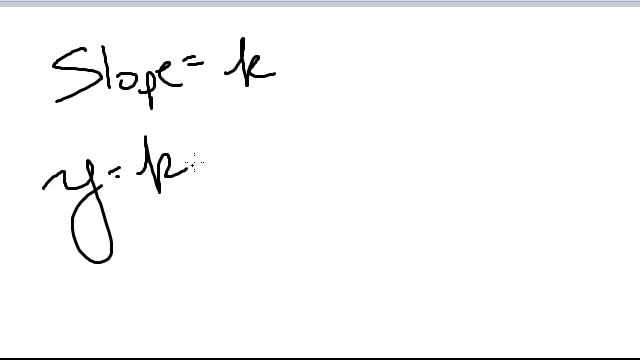 Slope = k
y = k